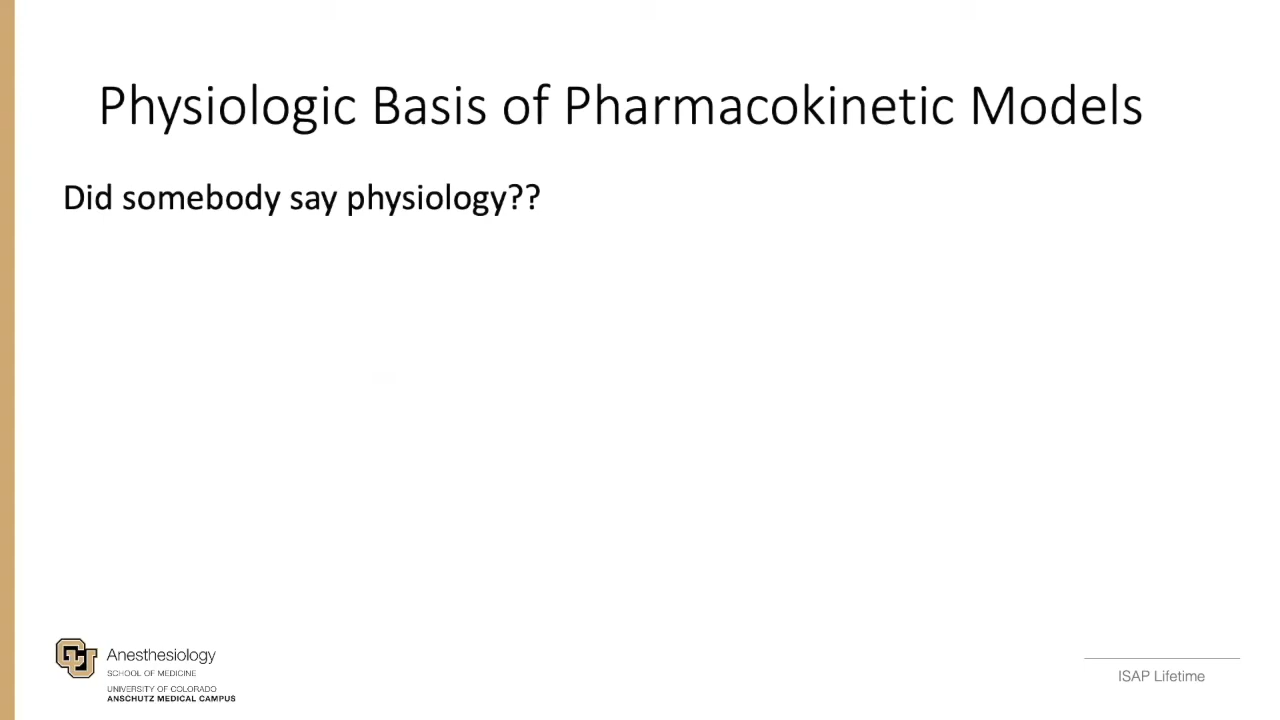 Physiologic Basis of Pharmacokinetic Models
Did somebody say physiology??
CU
Anesthesiology
SCHOOL OF MEDICINE
UNIVERSITY OF COLORADO
ANSCHUTZ MEDICAL CAMPUS
ISAP Lifetime